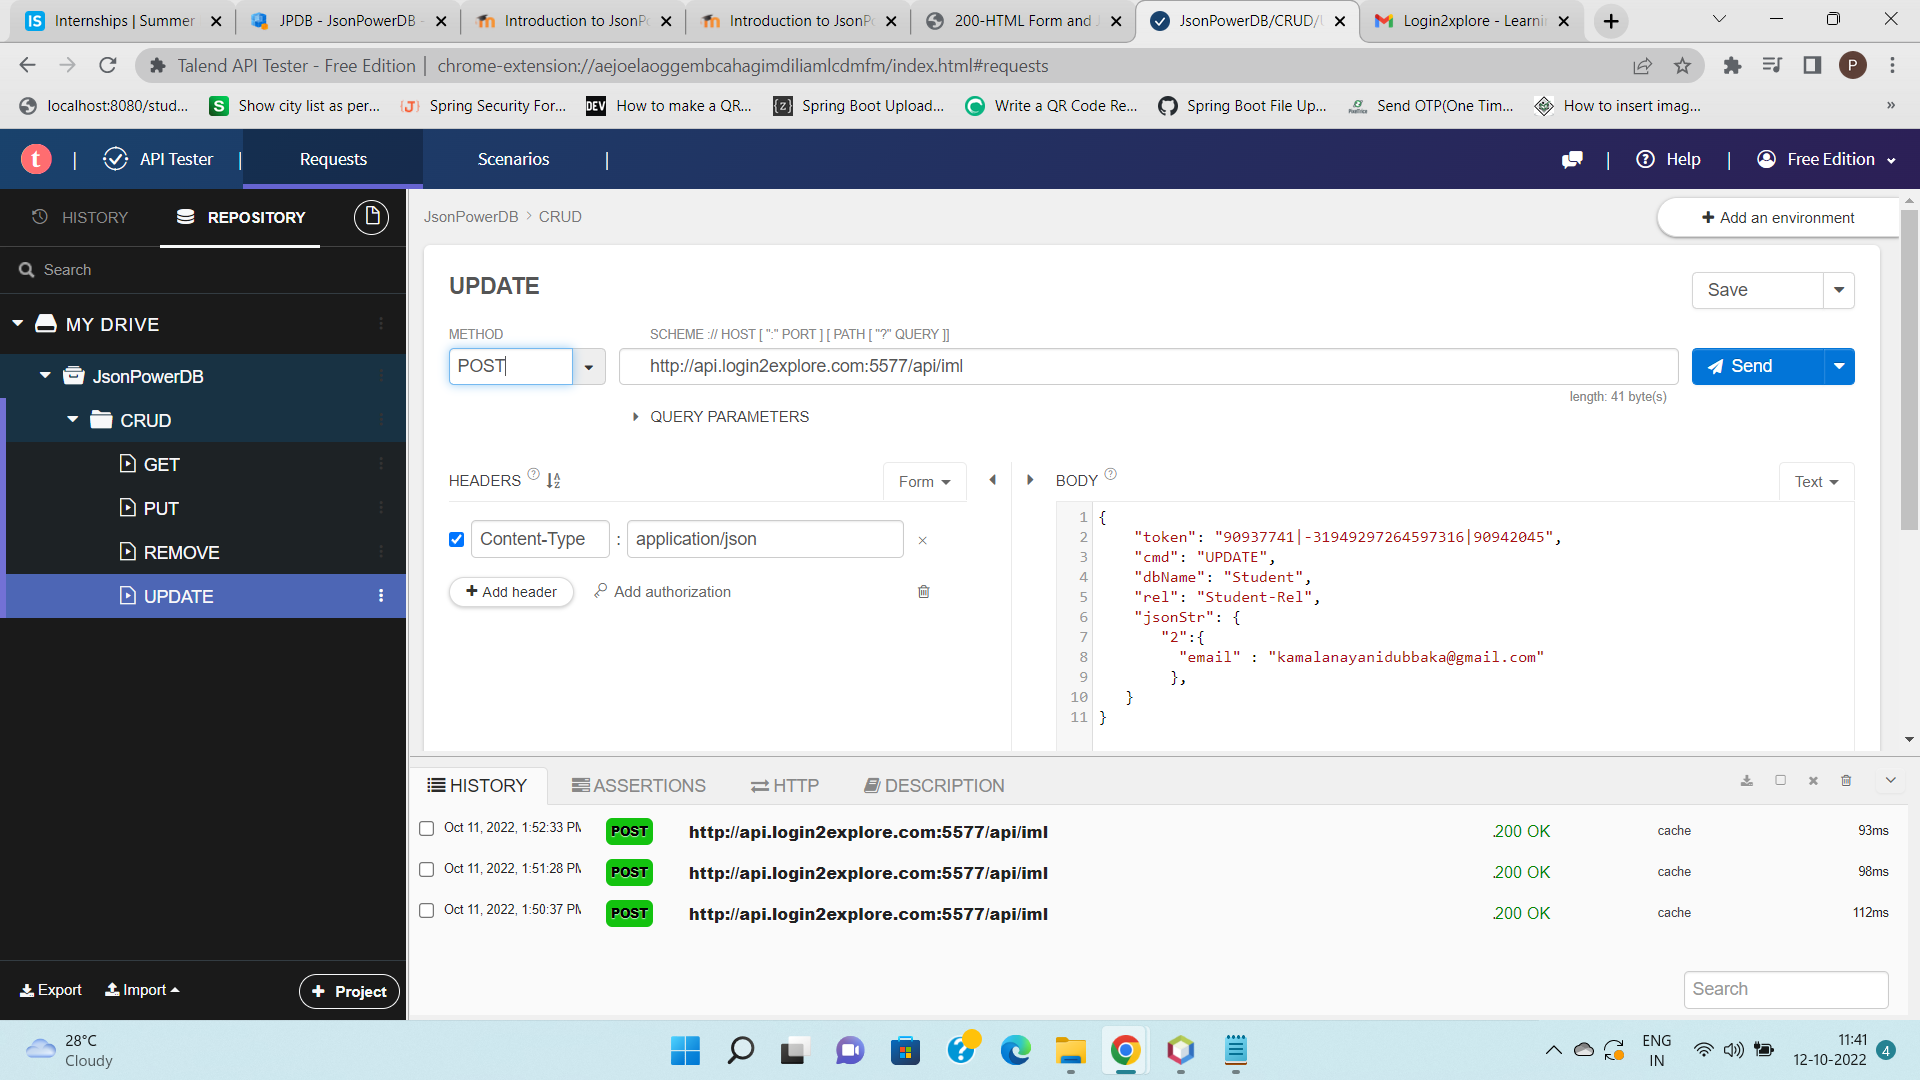 Internships | Summer
JPDB - JsonPowerDB -
Introduction to JsonP
Introduction to JsonP
200-HTML Form and J
JsonPowerDB/CRUD/U
Login2xplore - Learnin
Talend API Tester - Free Edition | chrome-extension://aejoelaoggembcahagimdiliamlcdmfm/index.html#requests
P
localhost:8080/stud...
Show city list as per...
Spring Security For...
How to make a QR...
Spring Boot Upload...
Write a QR Code Re...
Spring Boot File Up...
Send OTP(One Tim...
How to insert imag...
»
t | API Tester | Requests Scenarios | | Help | Free Edition
HISTORY REPOSITORY
Search
MY DRIVE
JsonPowerDB
CRUD
GET
PUT
REMOVE
UPDATE
Export Import + Project
JsonPowerDB > CRUD
+ Add an environment
UPDATE
Save
METHOD SCHEME :// HOST [ ":" PORT ] [ PATH [ "?" QUERY ]]
POST http://api.login2explore.com:5577/api/iml Send
length: 41 byte(s)
QUERY PARAMETERS
HEADERS ? Form
Content-Type : application/json ×
+ Add header Add authorization
BODY ? Text
1 {
2 "token": "90937741|-31949297264597316|90942045",
3 "cmd": "UPDATE",
4 "dbName": "Student",
5 "rel": "Student-Rel",
6 "jsonStr": {
7 "2":{
8 "email" : "kamalanayanidubbaka@gmail.com"
9 },
10 }
11 }
HISTORY ASSERTIONS HTTP DESCRIPTION
Oct 11, 2022, 1:52:33 PM POST http://api.login2explore.com:5577/api/iml 200 OK cache 93ms
Oct 11, 2022, 1:51:28 PM POST http://api.login2explore.com:5577/api/iml 200 OK cache 98ms
Oct 11, 2022, 1:50:37 PM POST http://api.login2explore.com:5577/api/iml 200 OK cache 112ms
Search
28°C
Cloudy
ENG
IN
11:41
12-10-2022
4